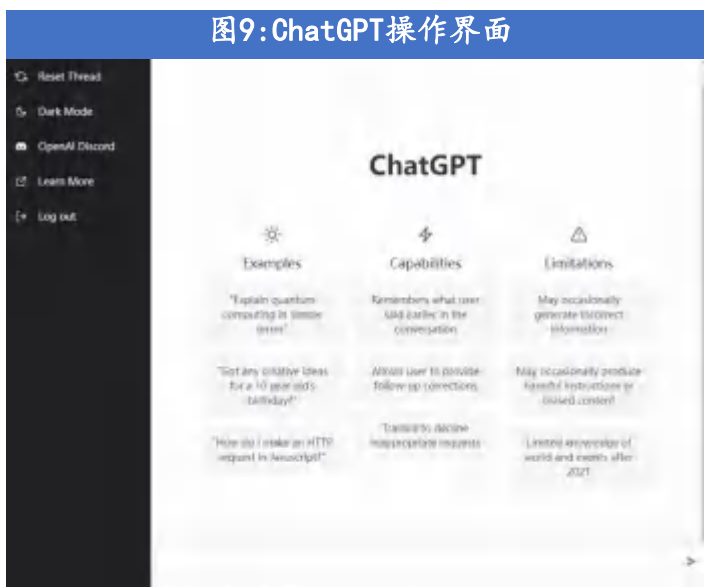 图9:ChatGPT操作界面
Reset Thread
Dark Mode
OpenAI Discord
Learn More
Log out
ChatGPT
Examples
Capabilities
Limitations
"Explain quantum
computing in simple
terms"
Remembers what user
said earlier in the
conversation
May occasionally
generate incorrect
information
"Got any creative ideas
for a 10 year old's
birthday?"
Allows user to provide
follow-up corrections
May occasionally produce
harmful instructions or
biased content
"How do I make an HTTP
request in Javascript?"
Trained to decline
inappropriate requests
Limited knowledge of
world and events after
2021